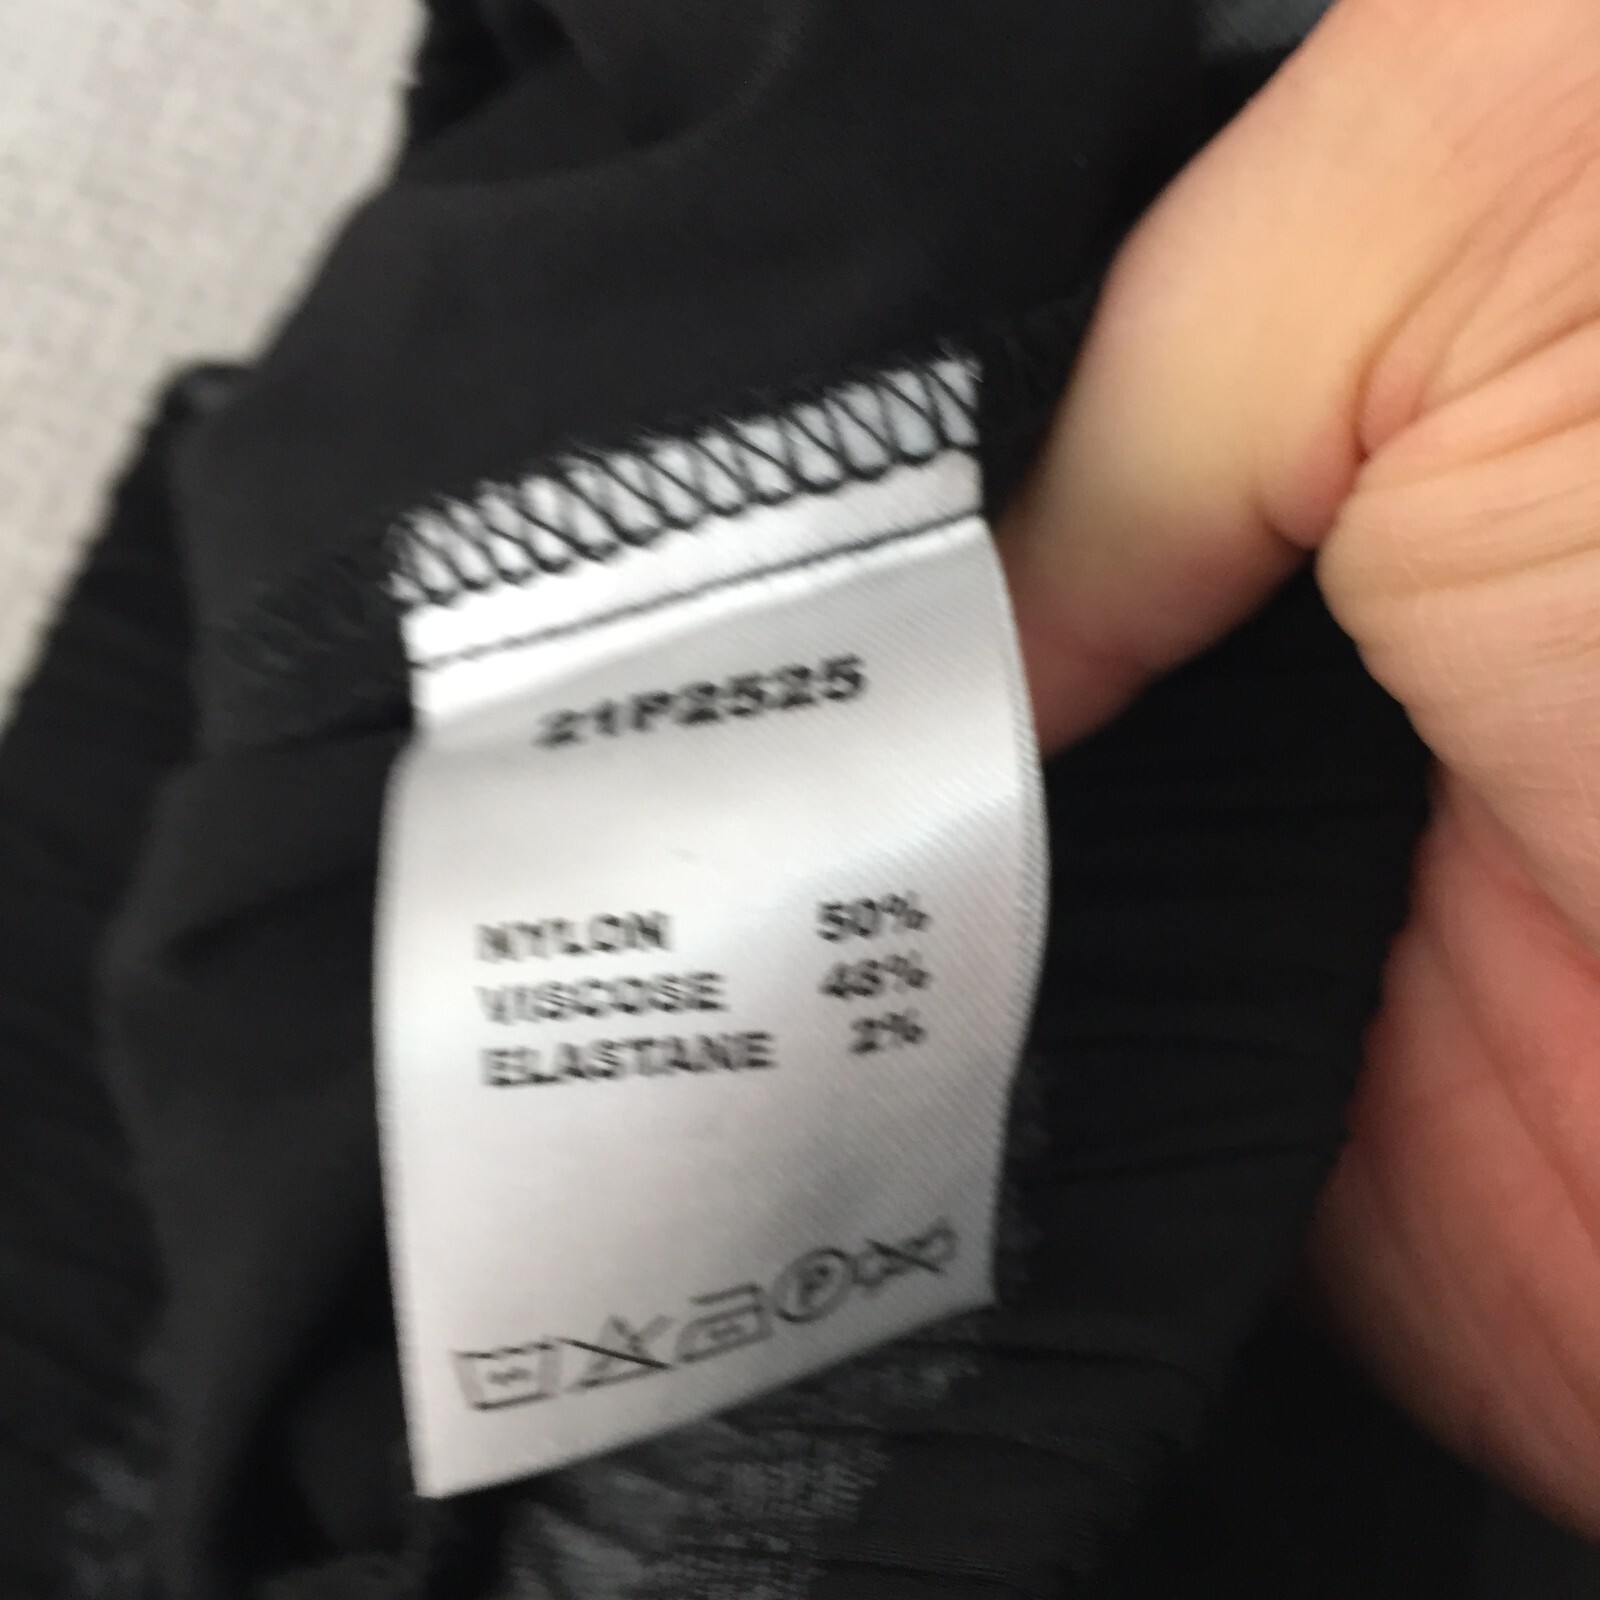 21P2525
NYLON 50%
VISCOSE 48%
ELASTANE 2%
P